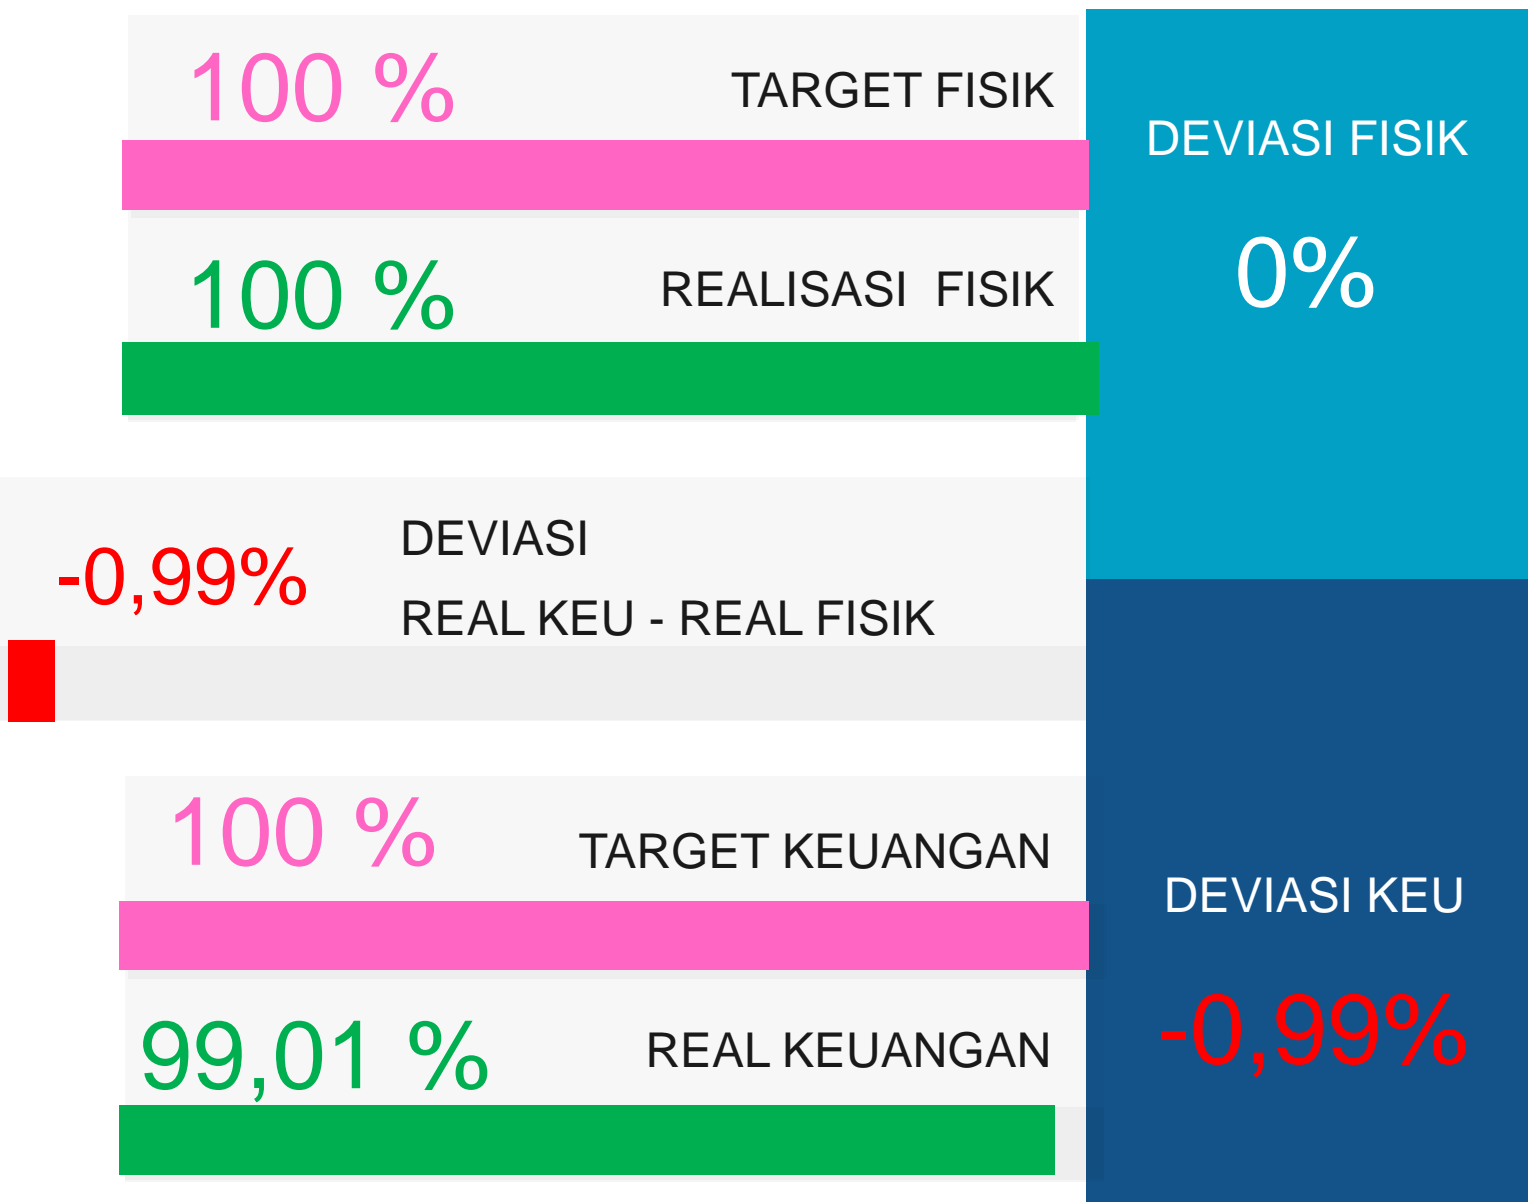 100 %
TARGET FISIK
100 %
REALISASI FISIK
DEVIASI FISIK
0%
-0,99%
DEVIASI
REAL KEU - REAL FISIK
100 %
TARGET KEUANGAN
99,01 %
REAL KEUANGAN
DEVIASI KEU
-0,99%